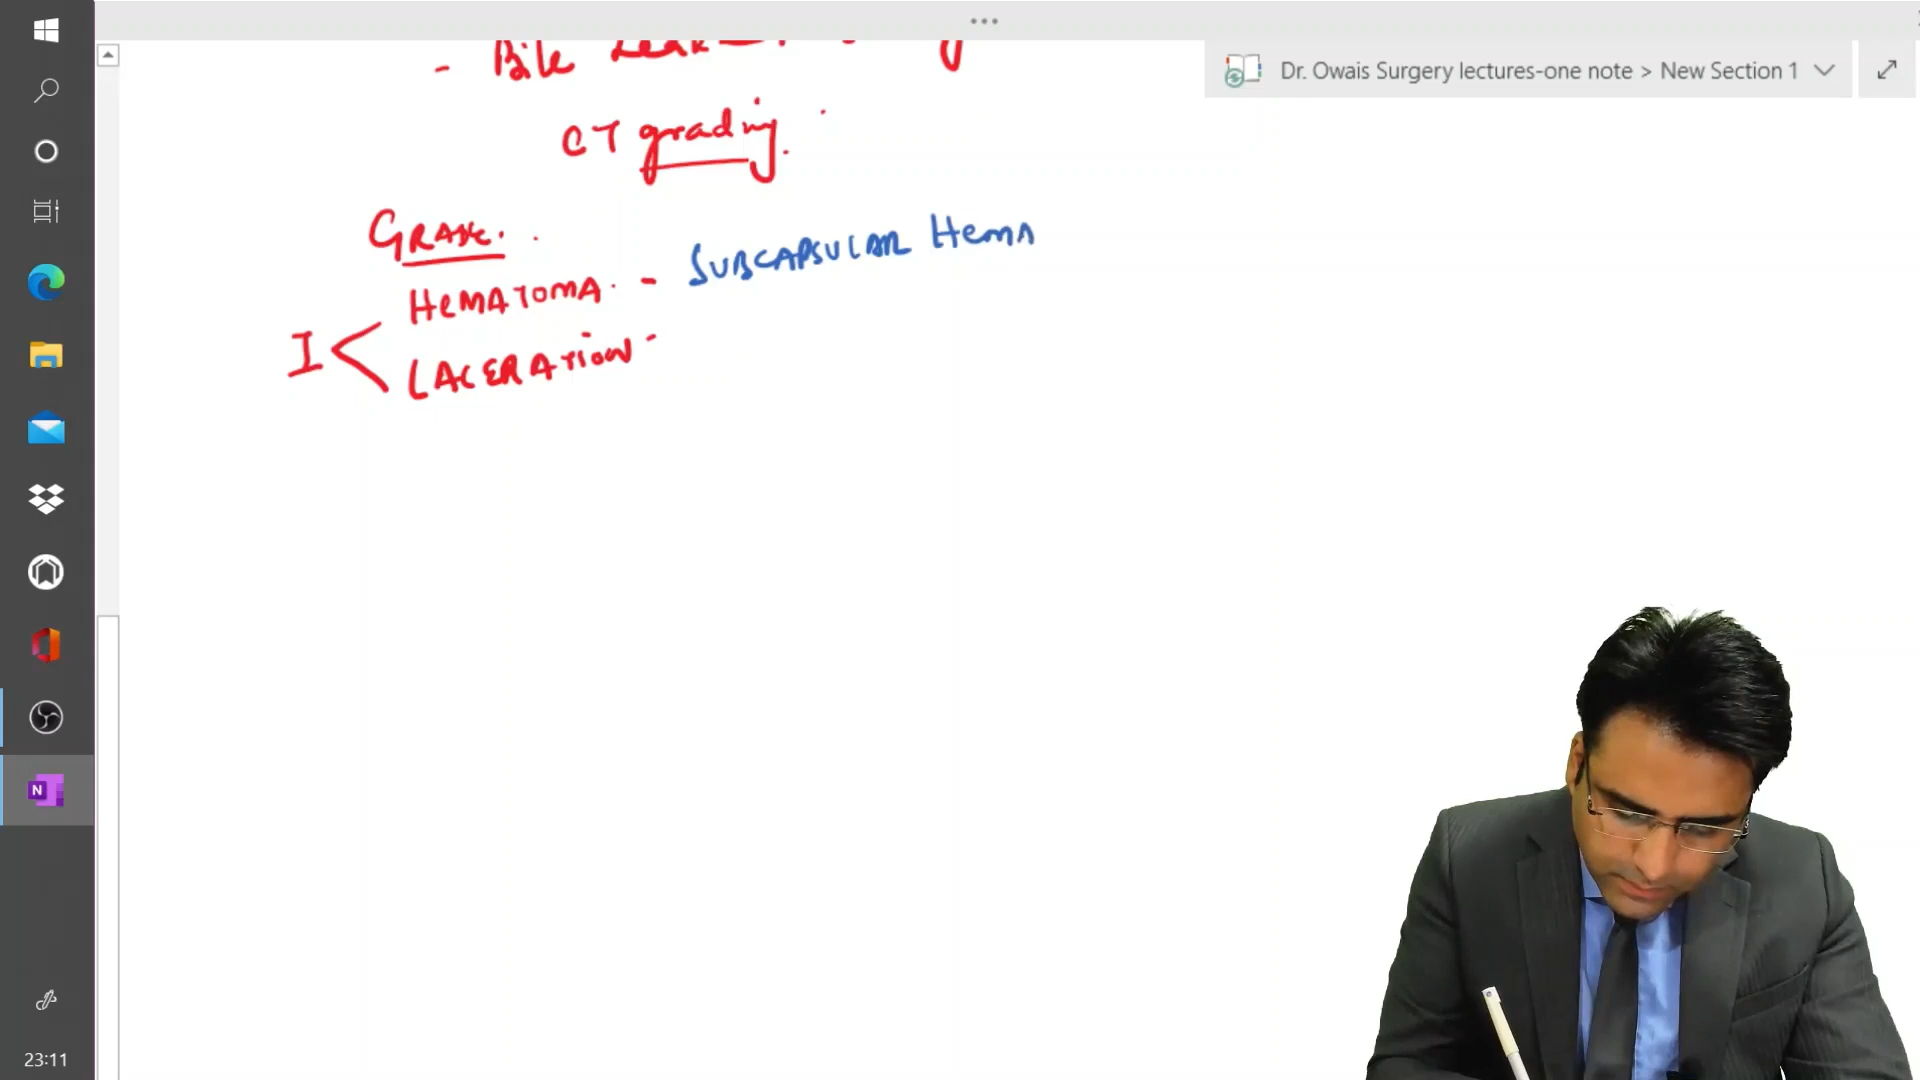 Dr. Owais Surgery lectures-one note > New Section 1
- Bile Leak
CT grading.
GRADE.
HEMATOMA. - SUBCAPSULAR HEMA
I
LACERATION -
N
23:11